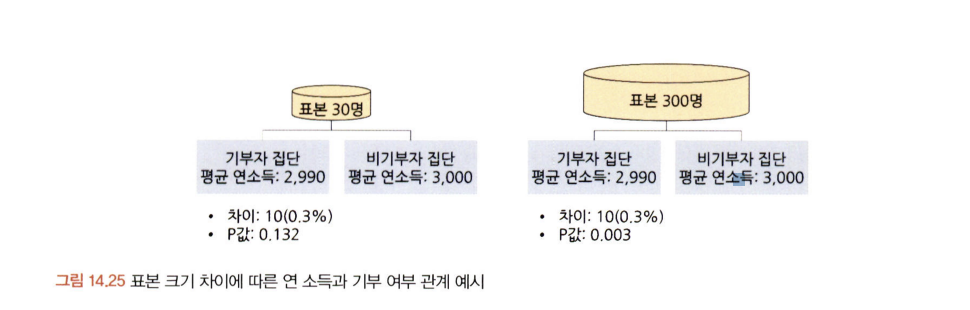 표본 30명
기부자 집단
평균 연소득: 2,990
비기부자 집단
평균 연소득: 3,000
• 차이: 10(0.3%)
• P값: 0.132
표본 300명
기부자 집단
평균 연소득: 2,990
비기부자 집단
평균 연소득: 3,000
• 차이: 10(0.3%)
• P값: 0.003
그림 14.25 표본 크기 차이에 따른 연 소득과 기부 여부 관계 예시